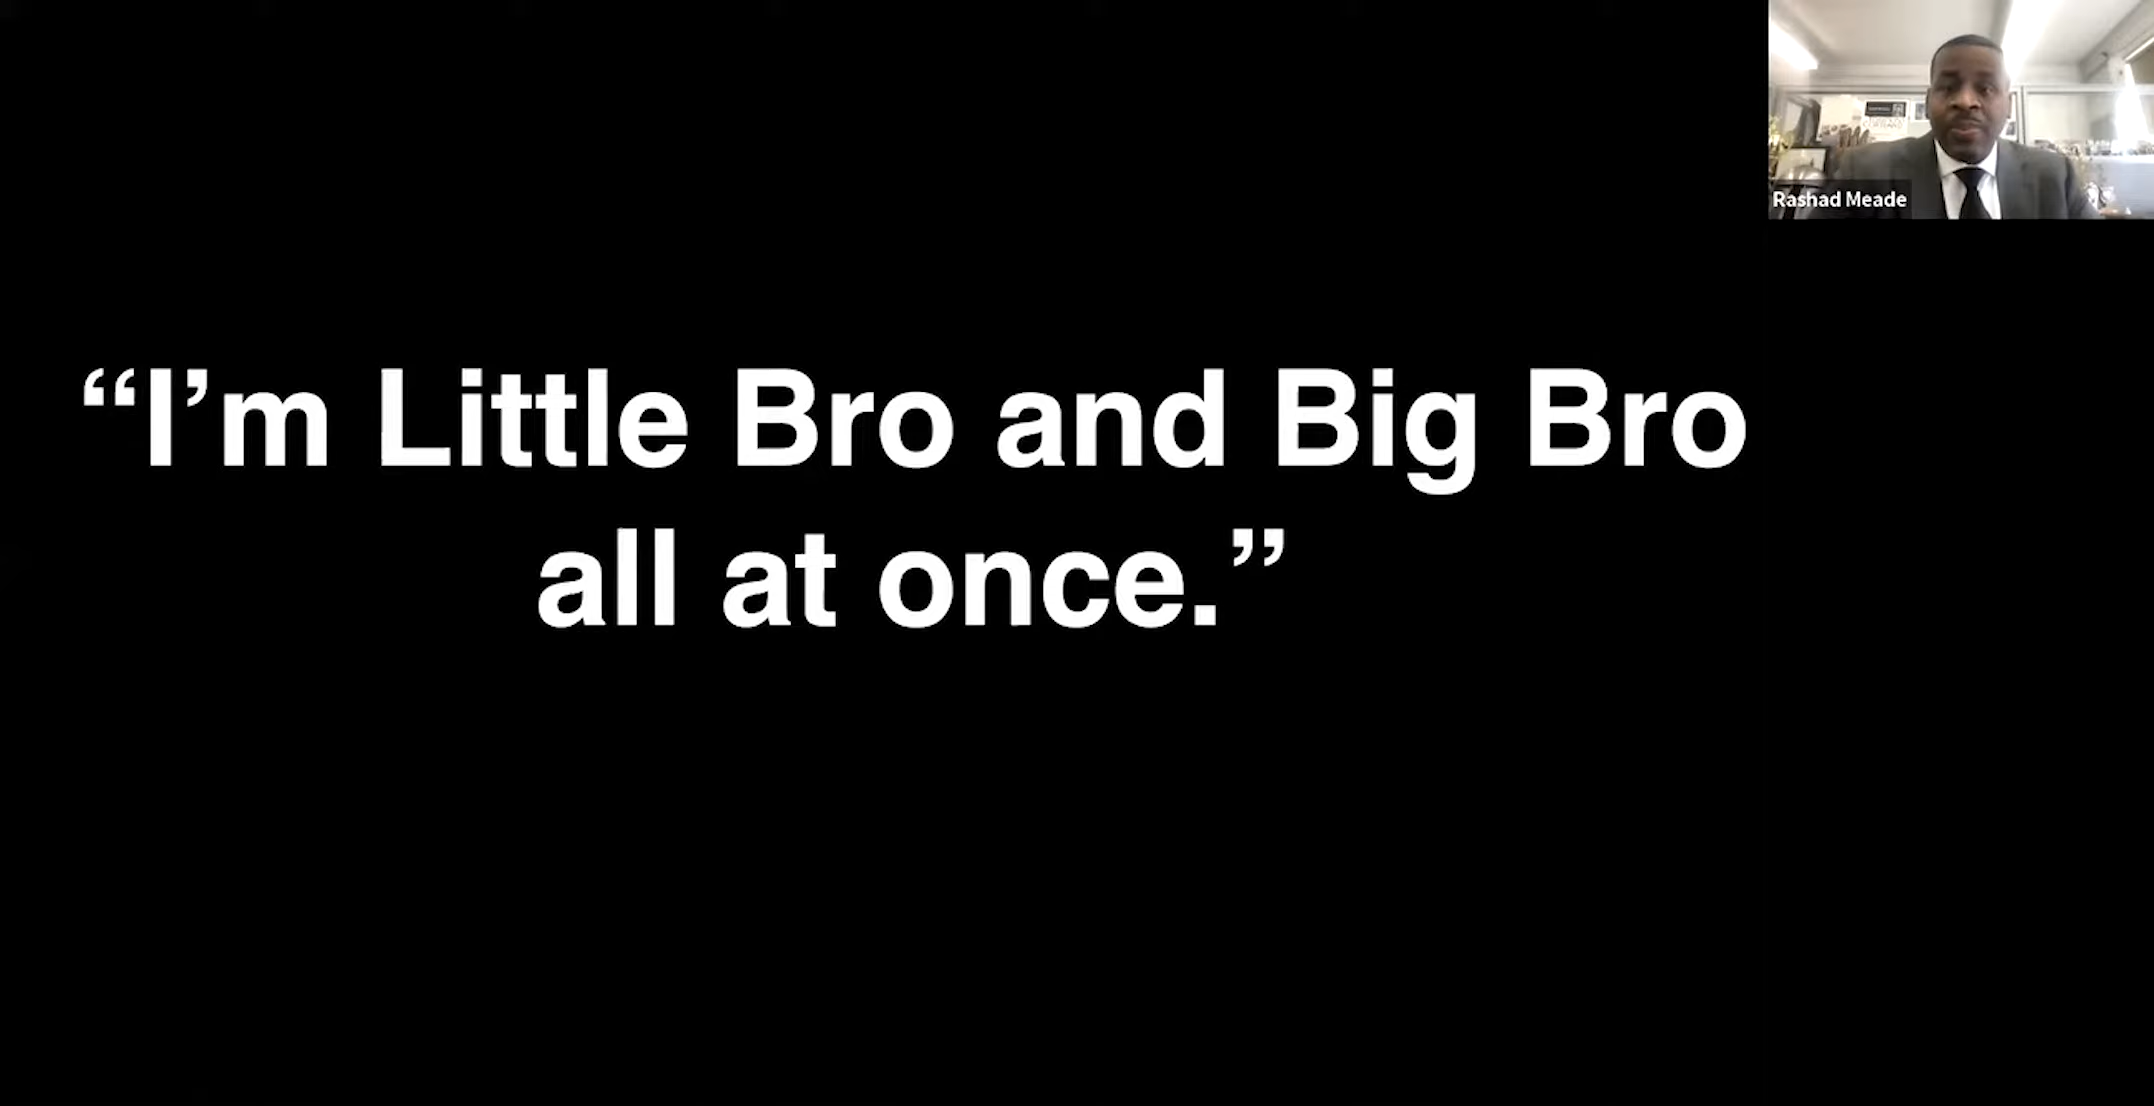 Rashad Meade
“I’m Little Bro and Big Bro
all at once.”